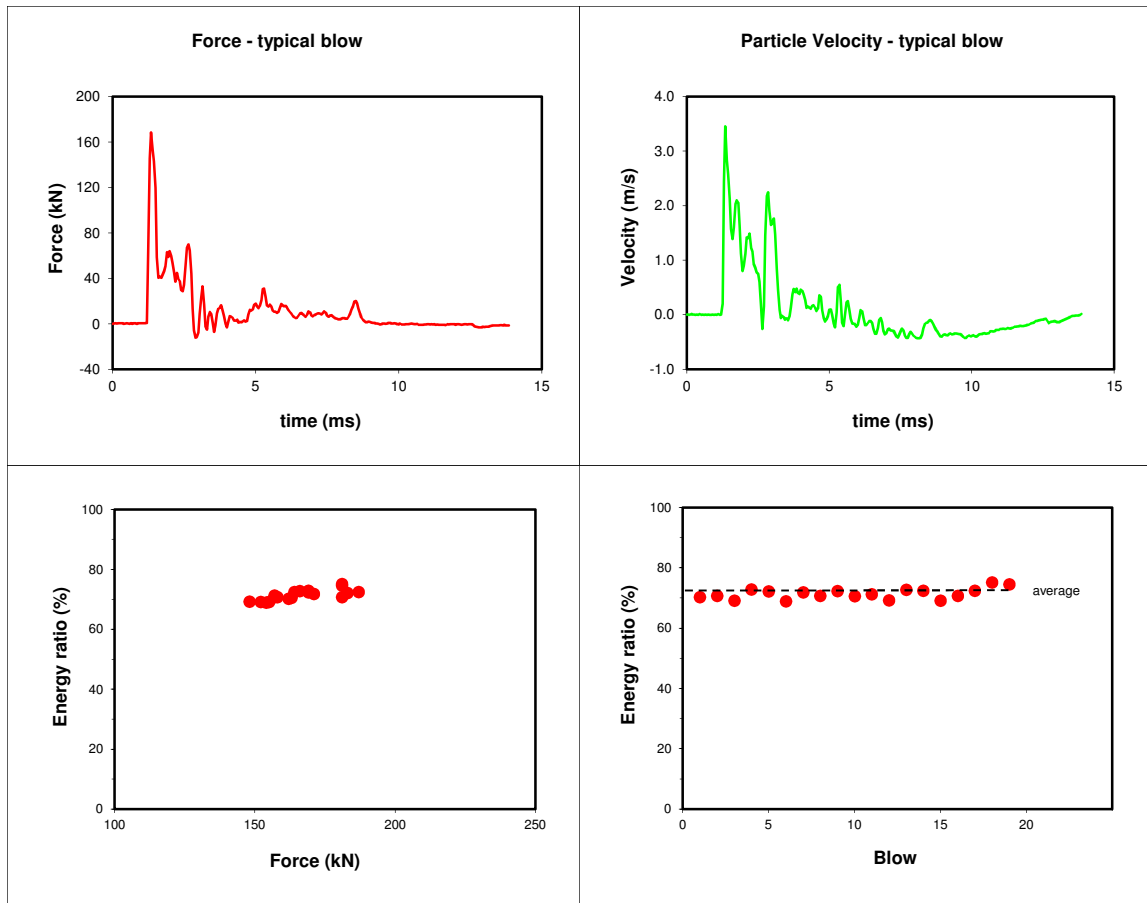 Force - typical blow
200
160
120
80
40
0
-40
Force (kN)
0 5 10 15
time (ms)
Particle Velocity - typical blow
4.0
3.0
2.0
1.0
0.0
-1.0
Velocity (m/s)
0 5 10 15
time (ms)
100
80
60
40
20
0
Energy ratio (%)
100 150 200 250
Force (kN)
100
80
60
40
20
0
Energy ratio (%)
average
0 5 10 15 20
Blow